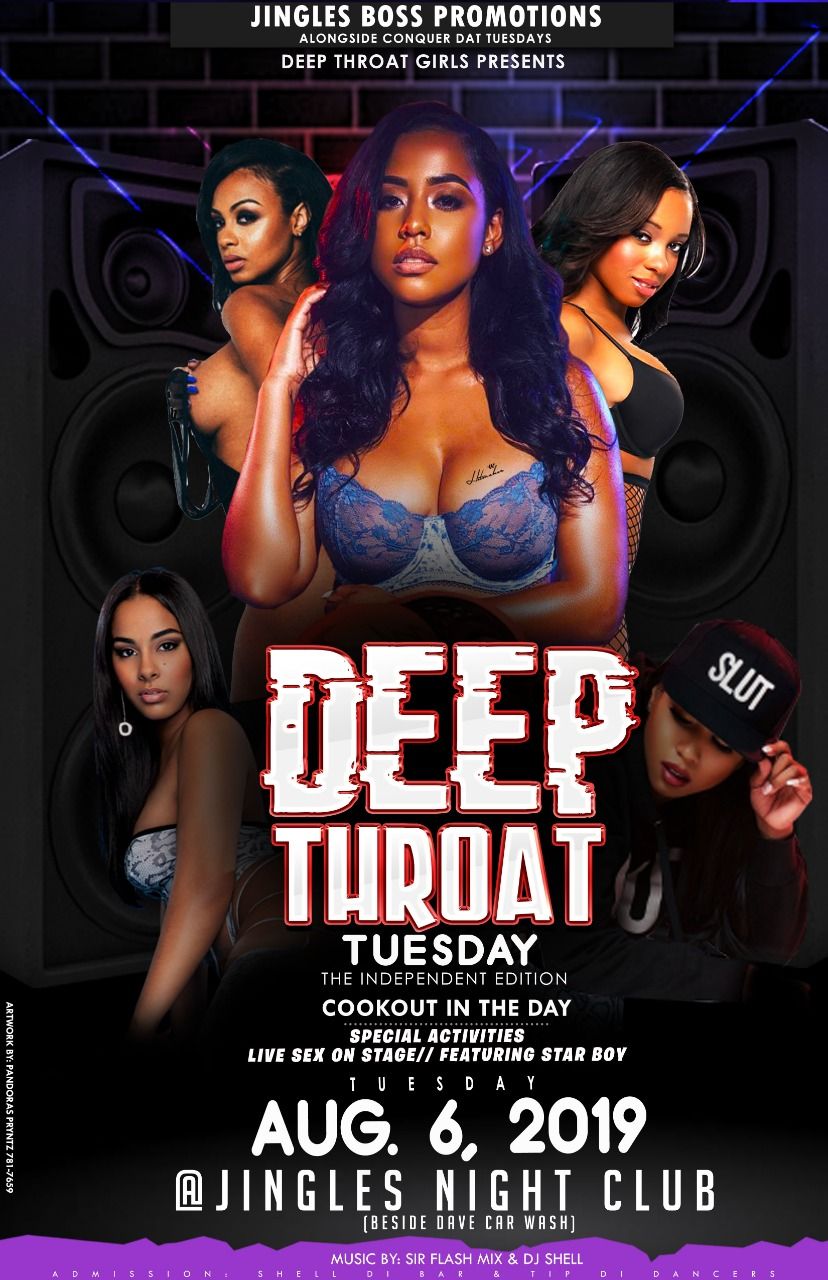 JINGLES BOSS PROMOTIONS
ALONGSIDE CONQUER DAT TUESDAYS
DEEP THROAT GIRLS PRESENTS
SLUT
DEEP
THROAT
TUESDAY
THE INDEPENDENT EDITION
COOKOUT IN THE DAY
SPECIAL ACTIVITIES
LIVE SEX ON STAGE// FEATURING STAR BOY
TUESDAY
AUG. 6, 2019
@JINGLES NIGHT CLUB
(BESIDE DAVE CAR WASH)
MUSIC BY: SIR FLASH MIX & DJ SHELL
ADMISSION: SHELL DI BAR & TIP DI DANCERS
ARTWORK BY: PANDORAS PRYNTZ 781-7659